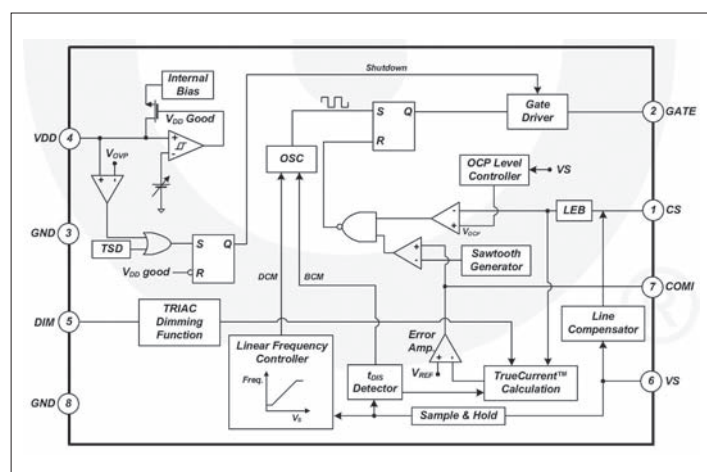 Shutdown
Internal
Bias
VDD Good
VDD
4
VOVP
S
Q
R
OSC
Gate
Driver
2
GATE
OCP Level
Controller
VS
VOCP
LEB
1
CS
GND
3
TSD
S
Q
VDD good
R
Sawtooth
Generator
DCM
BCM
7
COMI
DIM
5
TRIAC
Dimming
Function
Line
Compensator
Error
Amp.
Linear Frequency
Controller
Freq.
VS
VREF
tDIS
Detector
TrueCurrent™
Calculation
6
VS
GND
8
Sample & Hold
+
-
+
-
-
+
+
-
+
-
®